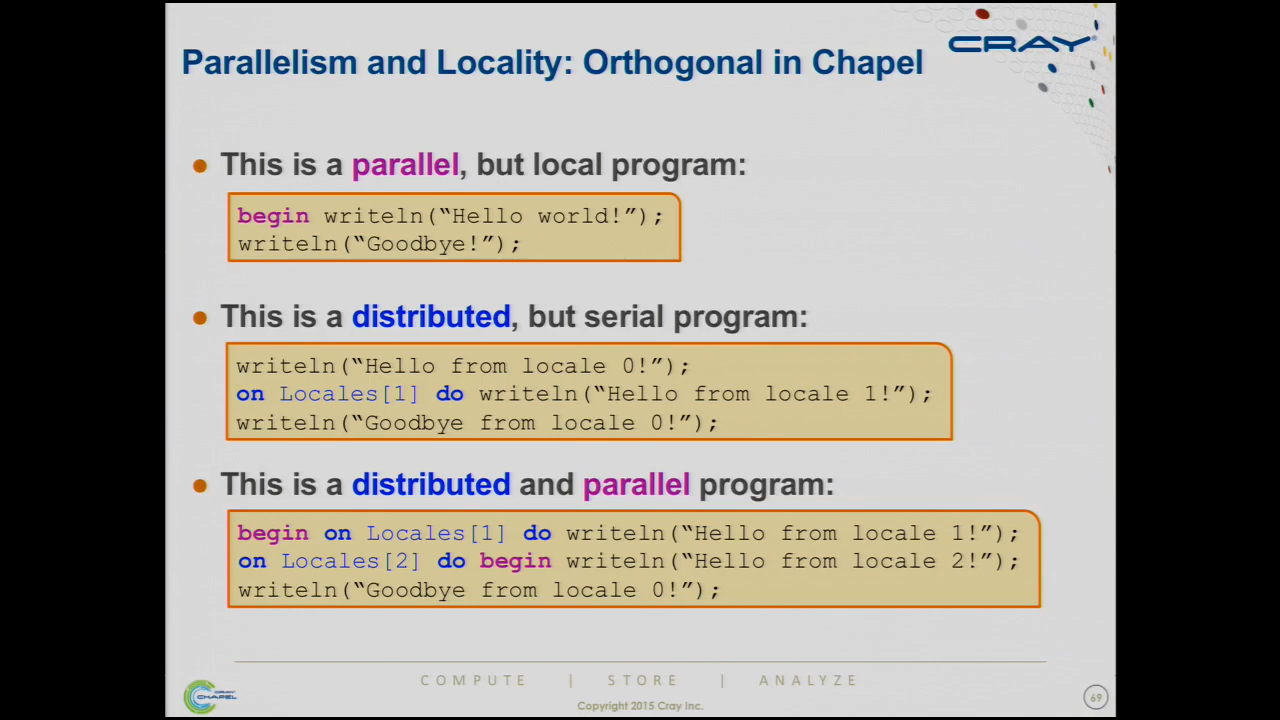 CRAY
Parallelism and Locality: Orthogonal in Chapel
● This is a parallel, but local program:
begin writeln(“Hello world!”);
writeln(“Goodbye!”);
● This is a distributed, but serial program:
writeln(“Hello from locale 0!”);
on Locales[1] do writeln(“Hello from locale 1!”);
writeln(“Goodbye from locale 0!”);
● This is a distributed and parallel program:
begin on Locales[1] do writeln(“Hello from locale 1!”);
on Locales[2] do begin writeln(“Hello from locale 2!”);
writeln(“Goodbye from locale 0!”);
COMPUTE | STORE | ANALYZE
CRAY
CHAPEL
Copyright 2015 Cray Inc.
69